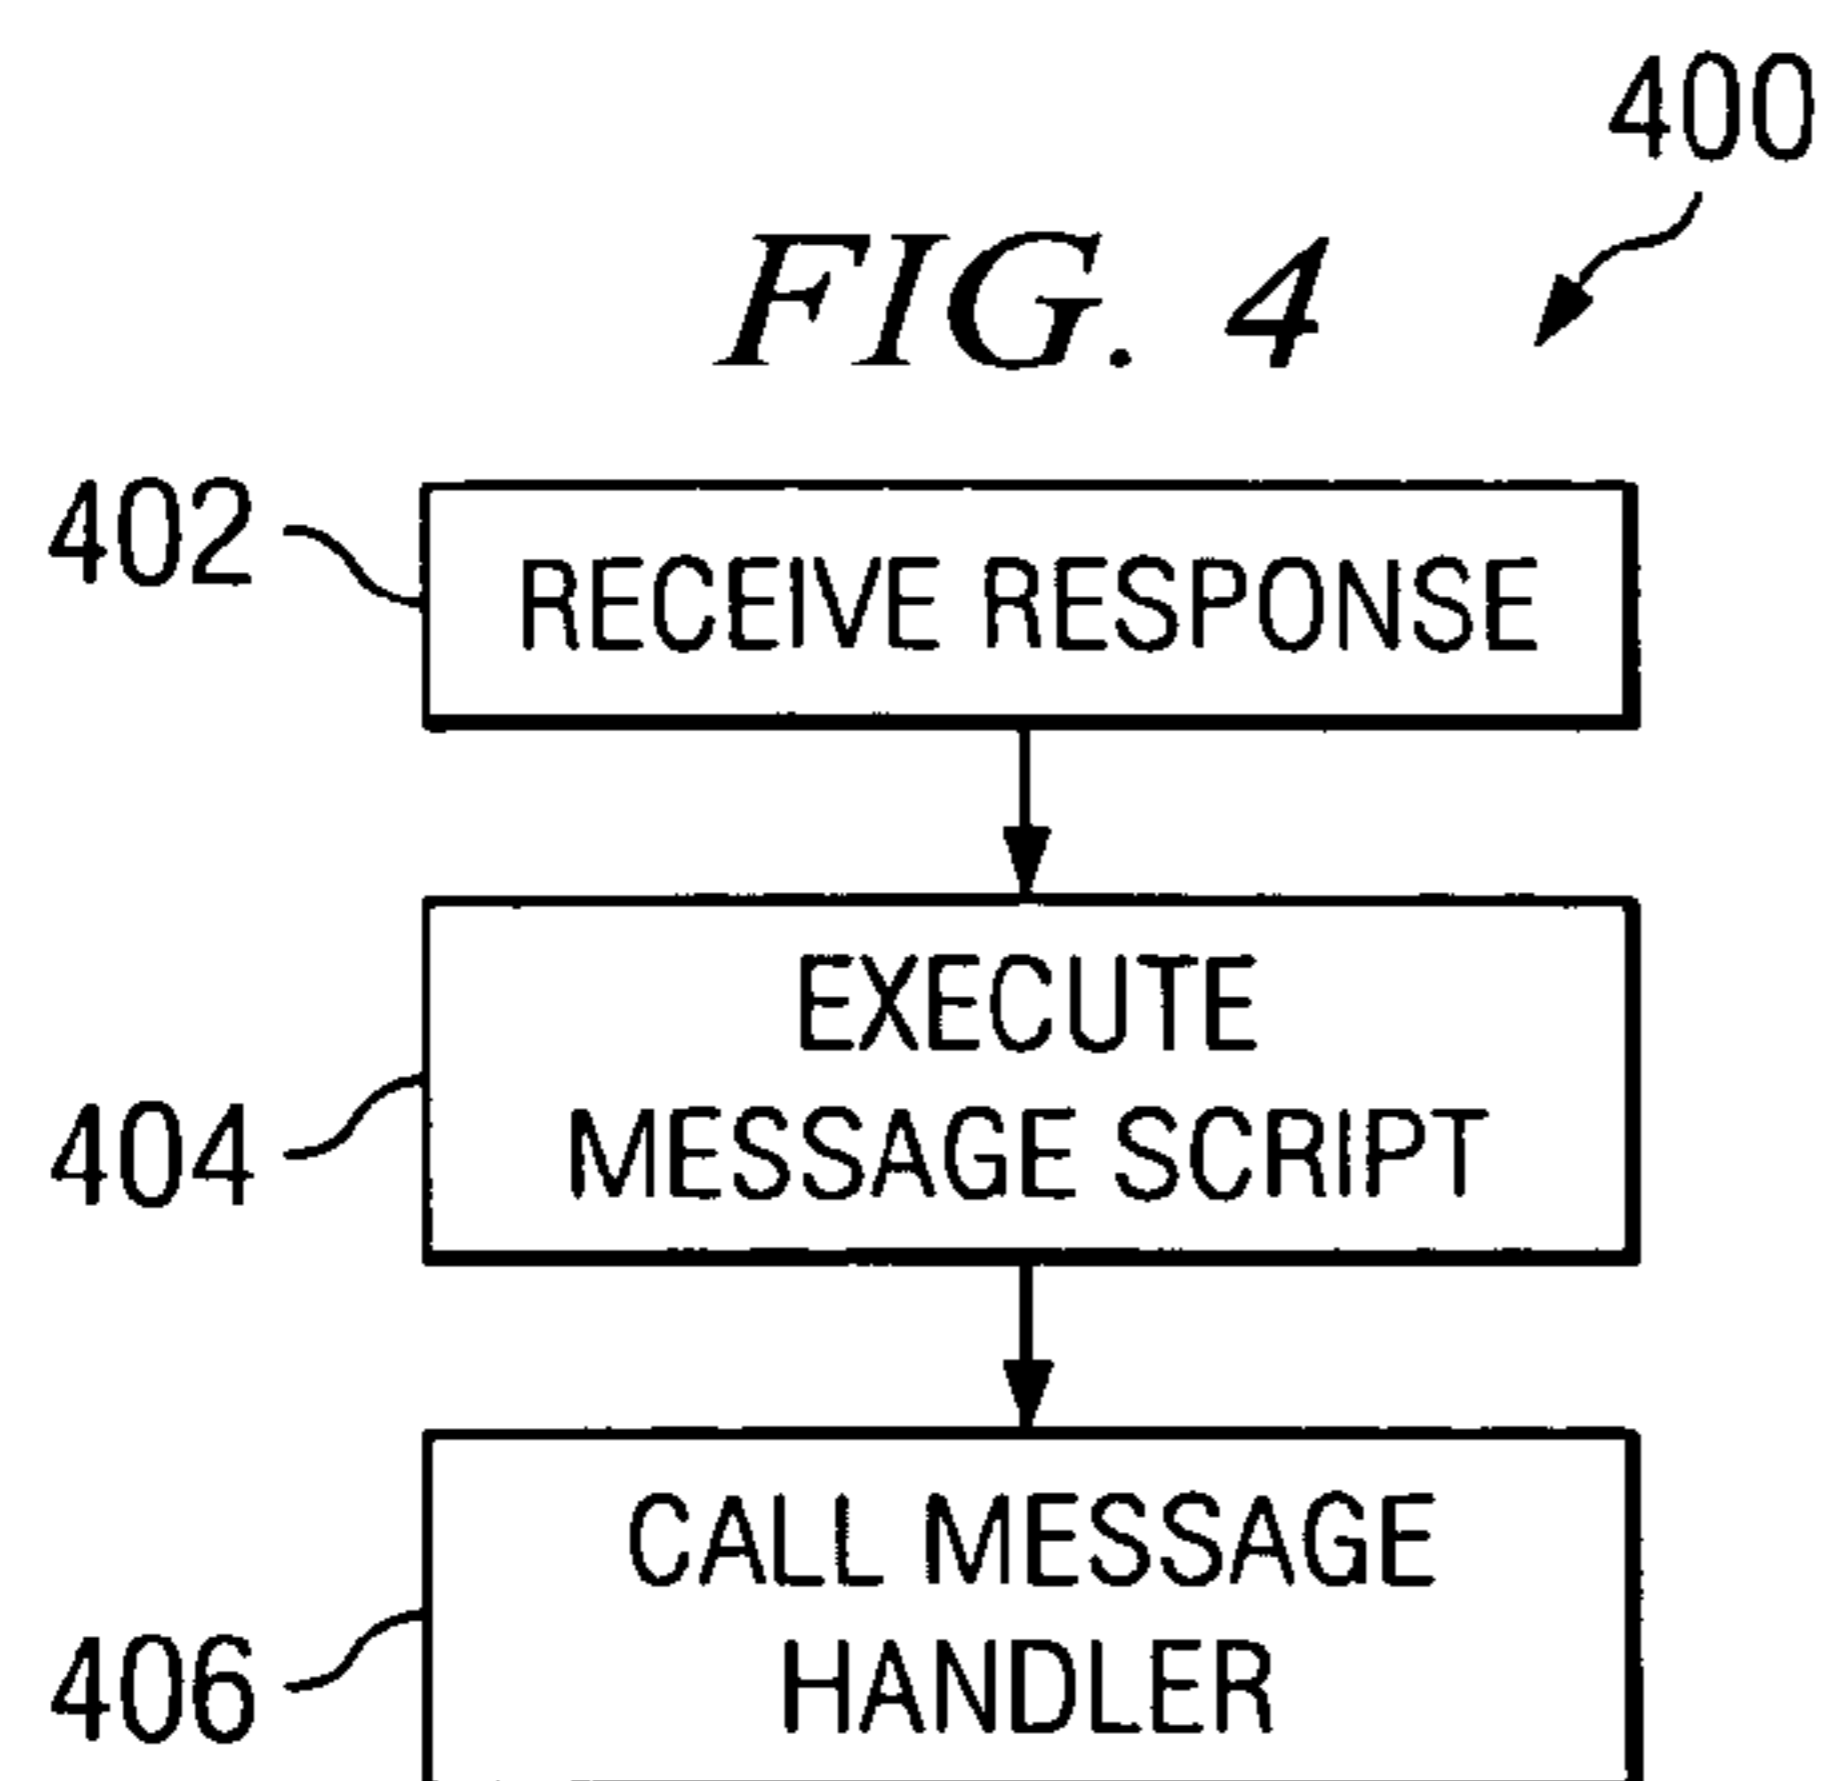 400
FIG. 4
402
RECEIVE RESPONSE
EXECUTE
MESSAGE SCRIPT
404
CALL MESSAGE
HANDLER
406